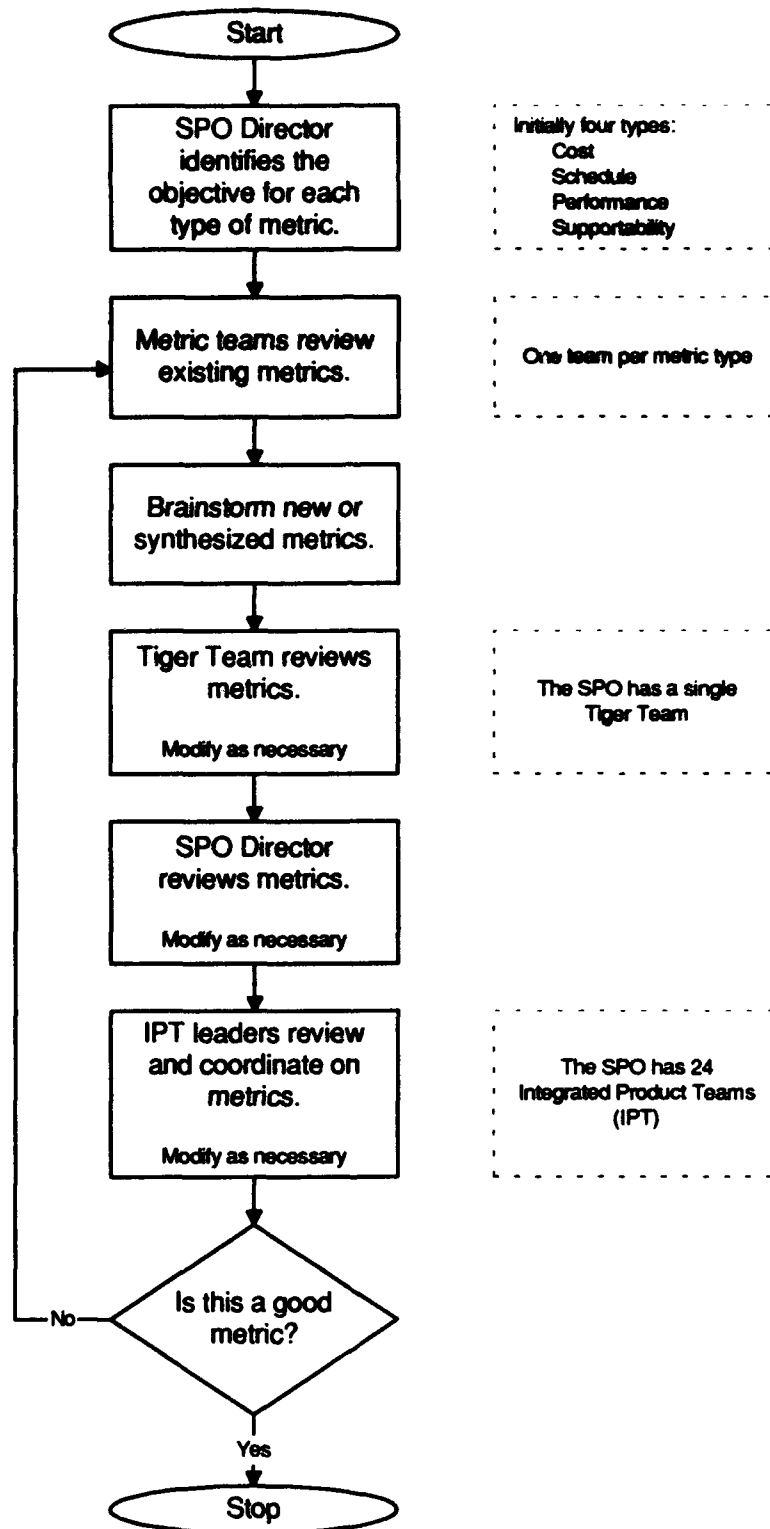 Start
SPO Director
identifies the
objective for each
type of metric.
Initially four types:
Cost
Schedule
Performance
Supportability
Metric teams review
existing metrics.
One team per metric type
Brainstorm new or
synthesized metrics.
Tiger Team reviews
metrics.
Modify as necessary
The SPO has a single
Tiger Team
SPO Director
reviews metrics.
Modify as necessary
IPT leaders review
and coordinate on
metrics.
Modify as necessary
The SPO has 24
Integrated Product Teams
(IPT)
Is this a good
metric?
No
Yes
Stop